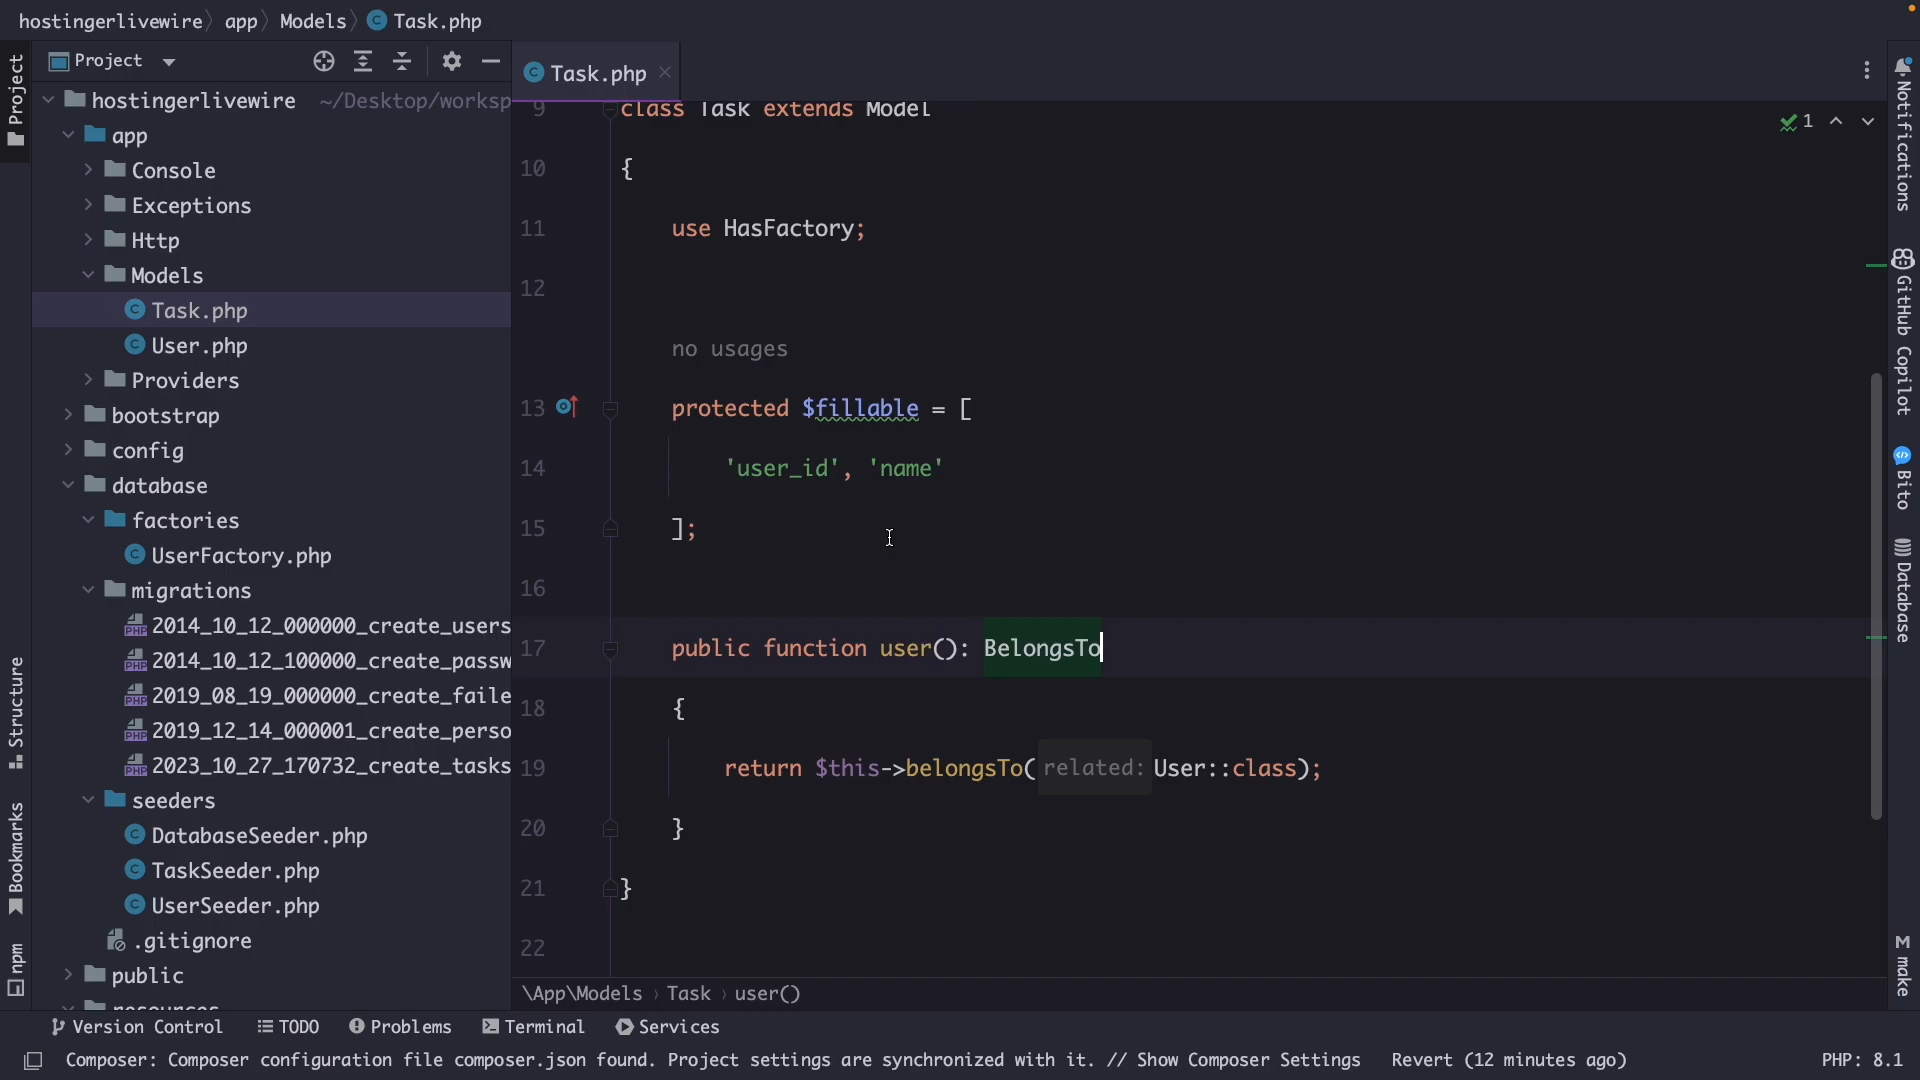 hostingerlivewire app Models Task.php
Project
Task.php
hostingerlivewire ~/Desktop/worksp
app
Console
Exceptions
Http
Models
Task.php
User.php
Providers
bootstrap
config
database
factories
UserFactory.php
migrations
2014_10_12_000000_create_users
2014_10_12_100000_create_passw
2019_08_19_000000_create_faile
2019_12_14_000001_create_perso
2023_10_27_170732_create_tasks
seeders
DatabaseSeeder.php
TaskSeeder.php
UserSeeder.php
.gitignore
public
resources
Project
Structure
Bookmarks
npm
9 class Task extends Model
10 {
11 use HasFactory;
12
no usages
13 protected $fillable = [
14 'user_id', 'name'
15 ];
16
17 public function user(): BelongsTo
18 {
19 return $this->belongsTo( related: User::class);
20 }
21 }
22
1
Notifications
GitHub Copilot
Bito
Database
make
\App\Models › Task › user()
Version Control TODO Problems Terminal Services
Composer: Composer configuration file composer.json found. Project settings are synchronized with it. // Show Composer Settings Revert (12 minutes ago) PHP: 8.1